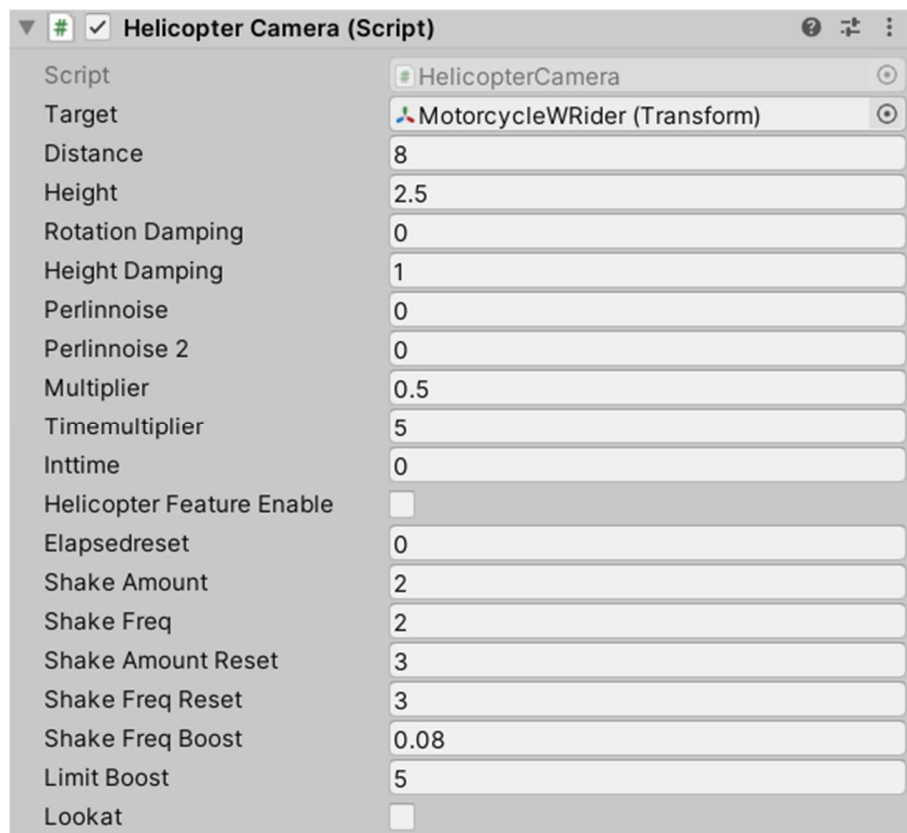 Helicopter Camera (Script)
Script HelicopterCamera
Target MotorcycleWRider (Transform)
Distance 8
Height 2.5
Rotation Damping 0
Height Damping 1
Perlinnoise 0
Perlinnoise 2 0
Multiplier 0.5
Timemultiplier 5
Inttime 0
Helicopter Feature Enable
Elapsedreset 0
Shake Amount 2
Shake Freq 2
Shake Amount Reset 3
Shake Freq Reset 3
Shake Freq Boost 0.08
Limit Boost 5
Lookat